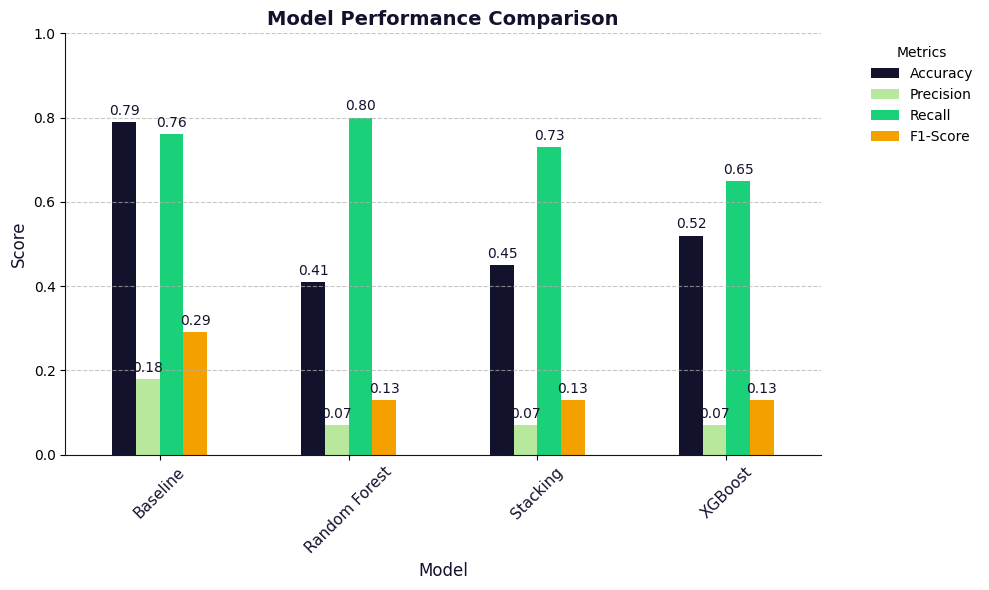 Model Performance Comparison
Metrics
Accuracy
Precision
Recall
F1-Score
Score
1.0
0.8
0.6
0.4
0.2
0.0
0.79
0.18
0.76
0.29
0.41
0.07
0.80
0.13
0.45
0.07
0.73
0.13
0.52
0.07
0.65
0.13
Baseline
Random Forest
Stacking
XGBoost
Model